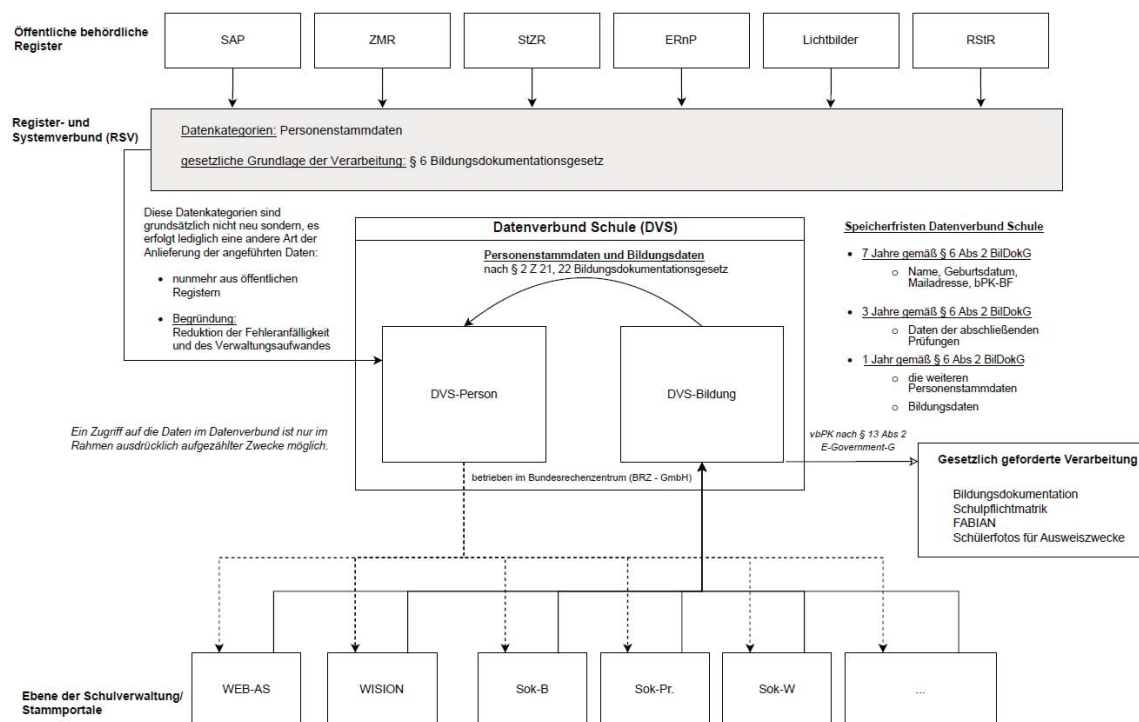 Öffentliche behördliche
Register
SAP
ZMR
StZR
ERnP
Lichtbilder
RStR
Register- und
Systemverbund (RSV)
Datenkategorien: Personenstammdaten
gesetzliche Grundlage der Verarbeitung: § 6 Bildungsdokumentationsgesetz
Diese Datenkategorien sind
grundsätzlich nicht neu sondern, es
erfolgt lediglich eine andere Art der
Anlieferung der angeführten Daten:
• nunmehr aus öffentlichen
Registern
• Begründung:
Reduktion der Fehleranfälligkeit
und des Verwaltungsaufwandes
Ein Zugriff auf die Daten im Datenverbund ist nur im
Rahmen ausdrücklich aufgezählter Zwecke möglich.
Datenverbund Schule (DVS)
Personenstammdaten und Bildungsdaten
nach § 2 Z 21, 22 Bildungsdokumentationsgesetz
DVS-Person
DVS-Bildung
betrieben im Bundesrechenzentrum (BRZ - GmbH)
Speicherfristen Datenverbund Schule
• 7 Jahre gemäß § 6 Abs 2 BilDokG
o Name, Geburtsdatum,
Mailadresse, bPK-BF
• 3 Jahre gemäß § 6 Abs 2 BilDokG
o Daten der abschließenden
Prüfungen
• 1 Jahr gemäß § 6 Abs 2 BilDokG
o die weiteren
Personenstammdaten
o Bildungsdaten
vbPK nach § 13 Abs 2
E-Government-G
Gesetzlich geforderte Verarbeitung
Bildungsdokumentation
Schulpflichtmatrik
FABIAN
Schülerfotos für Ausweiszwecke
Ebene der Schulverwaltung/
Stammportale
WEB-AS
WISION
Sok-B
Sok-Pr.
Sok-W
...